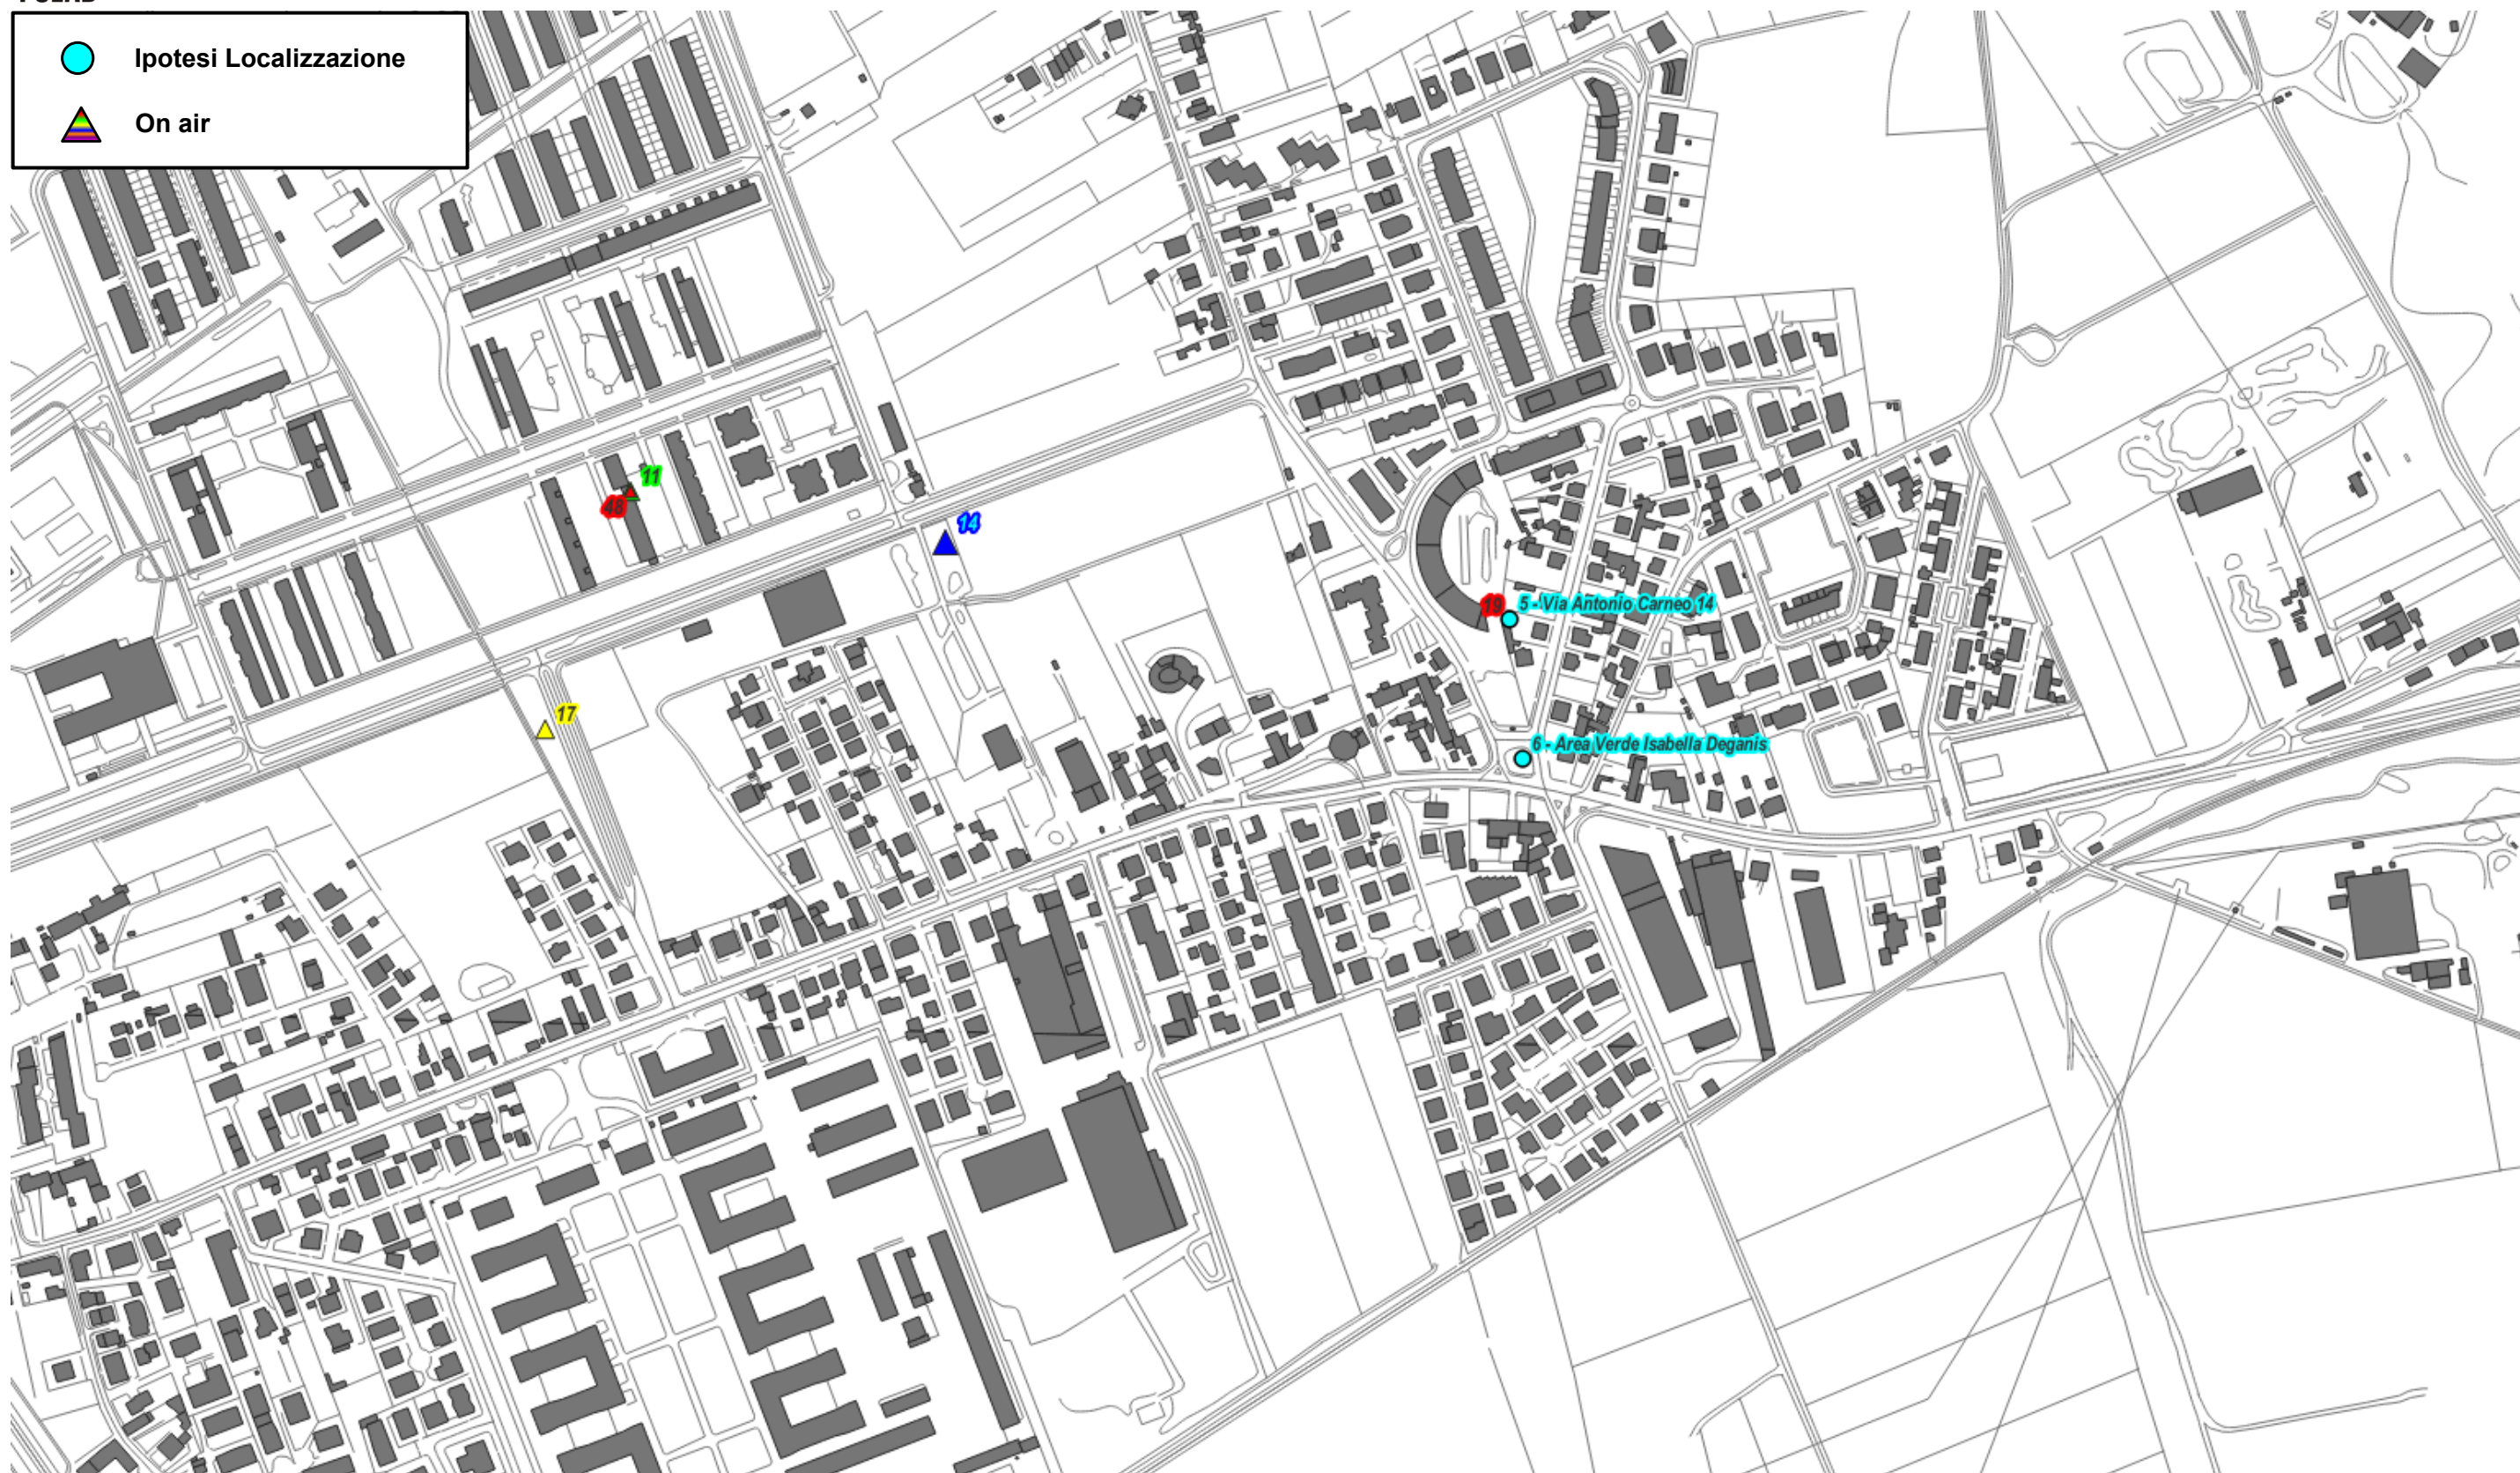 Ipotesi Localizzazione
On air
11
48
14
19
5 - Via Antonio Carneo 14
17
6 - Area Verde Isabella Deganis